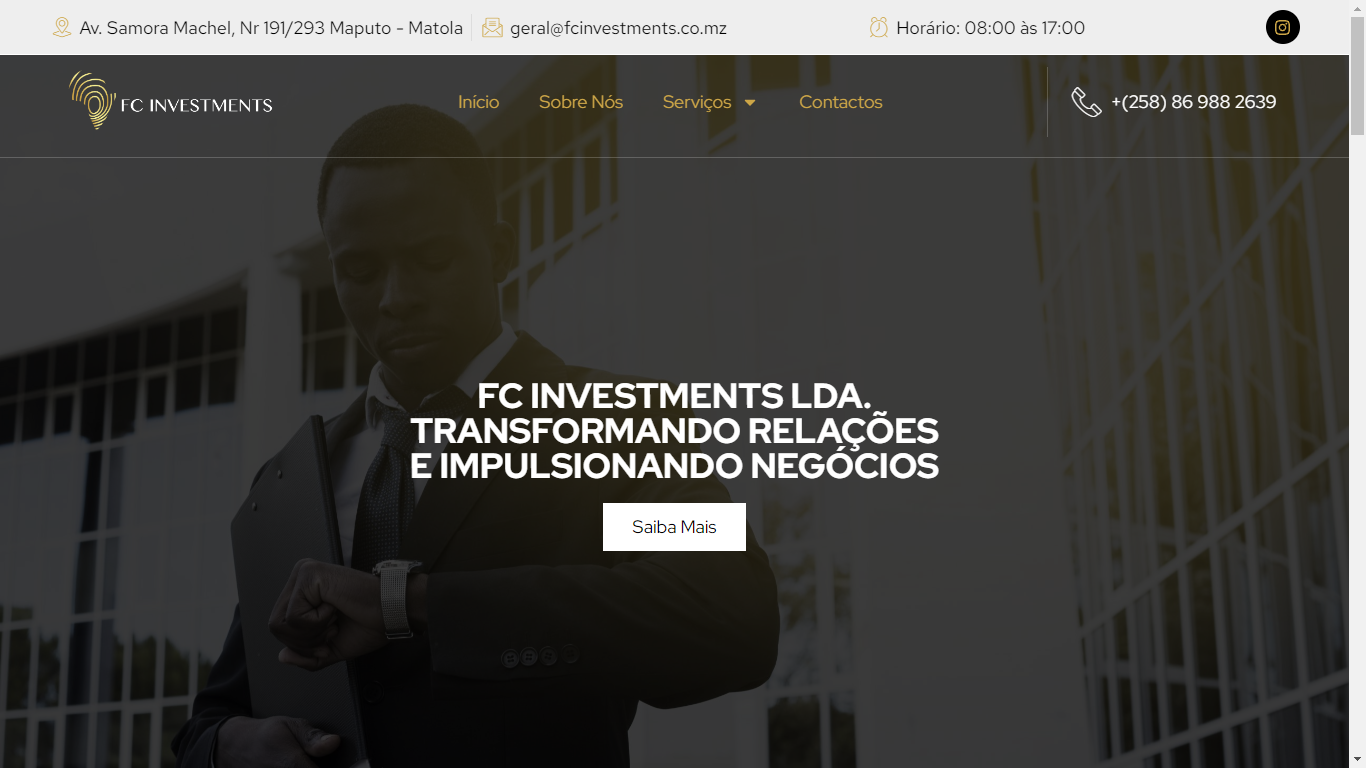 Av. Samora Machel, Nr 191/293 Maputo - Matola
geral@fcinvestments.co.mz
Horário: 08:00 às 17:00
FC INVESTMENTS
Início
Sobre Nós
Serviços
Contactos
+(258) 86 988 2639
FC INVESTMENTS LDA.
TRANSFORMANDO RELAÇÕES
E IMPULSIONANDO NEGÓCIOS
Saiba Mais